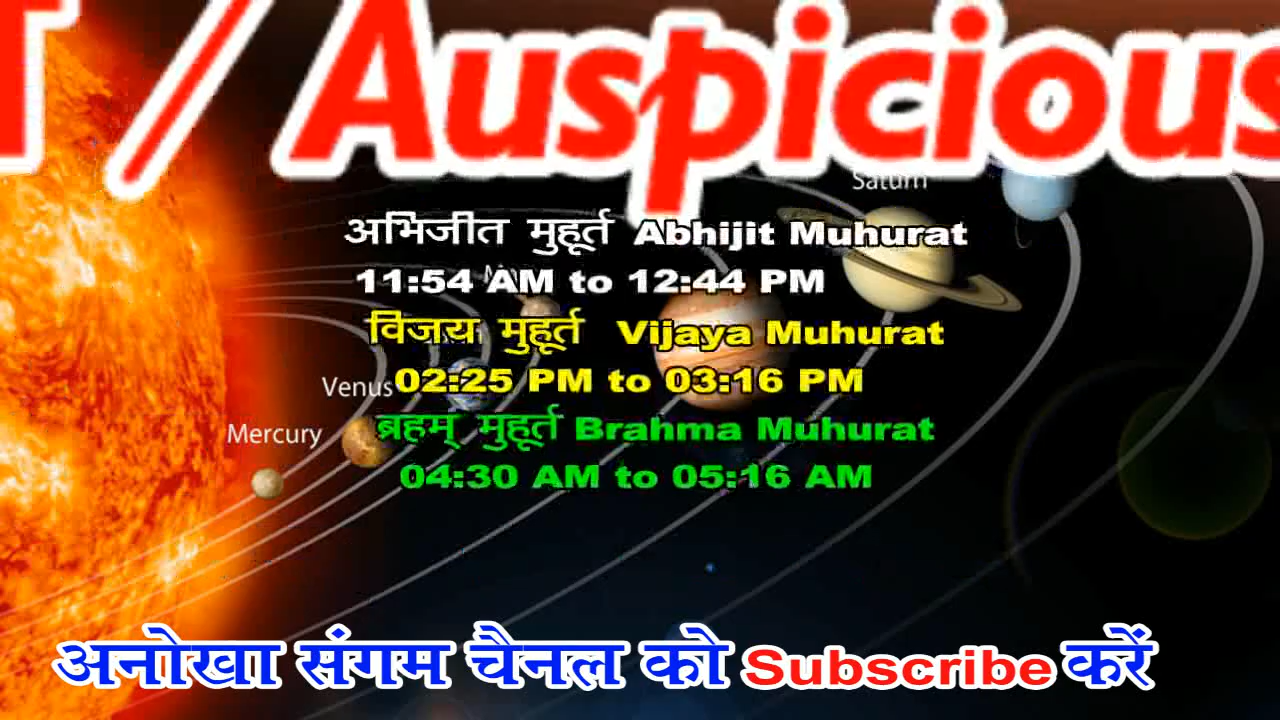 T / Auspicious
Saturn
अभिजीत मुहूर्त Abhijit Muhurat
11:54 AM to 12:44 PM
विजय मुहूर्त Vijaya Muhurat
Venus
02:25 PM to 03:16 PM
ब्रहम् मुहूर्त Brahma Muhurat
Mercury
04:30 AM to 05:16 AM
अनोखा संगम चैनल को Subscribe करें